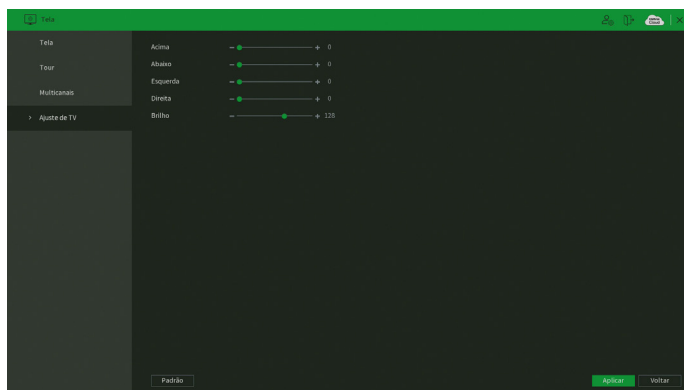 Tela
Tela
Tour
Multicanais
> Ajuste de TV
Acima - + 0
Abaixo - + 0
Esquerda - + 0
Direita - + 0
Brilho - + 128
Padrão
Aplicar
Voltar